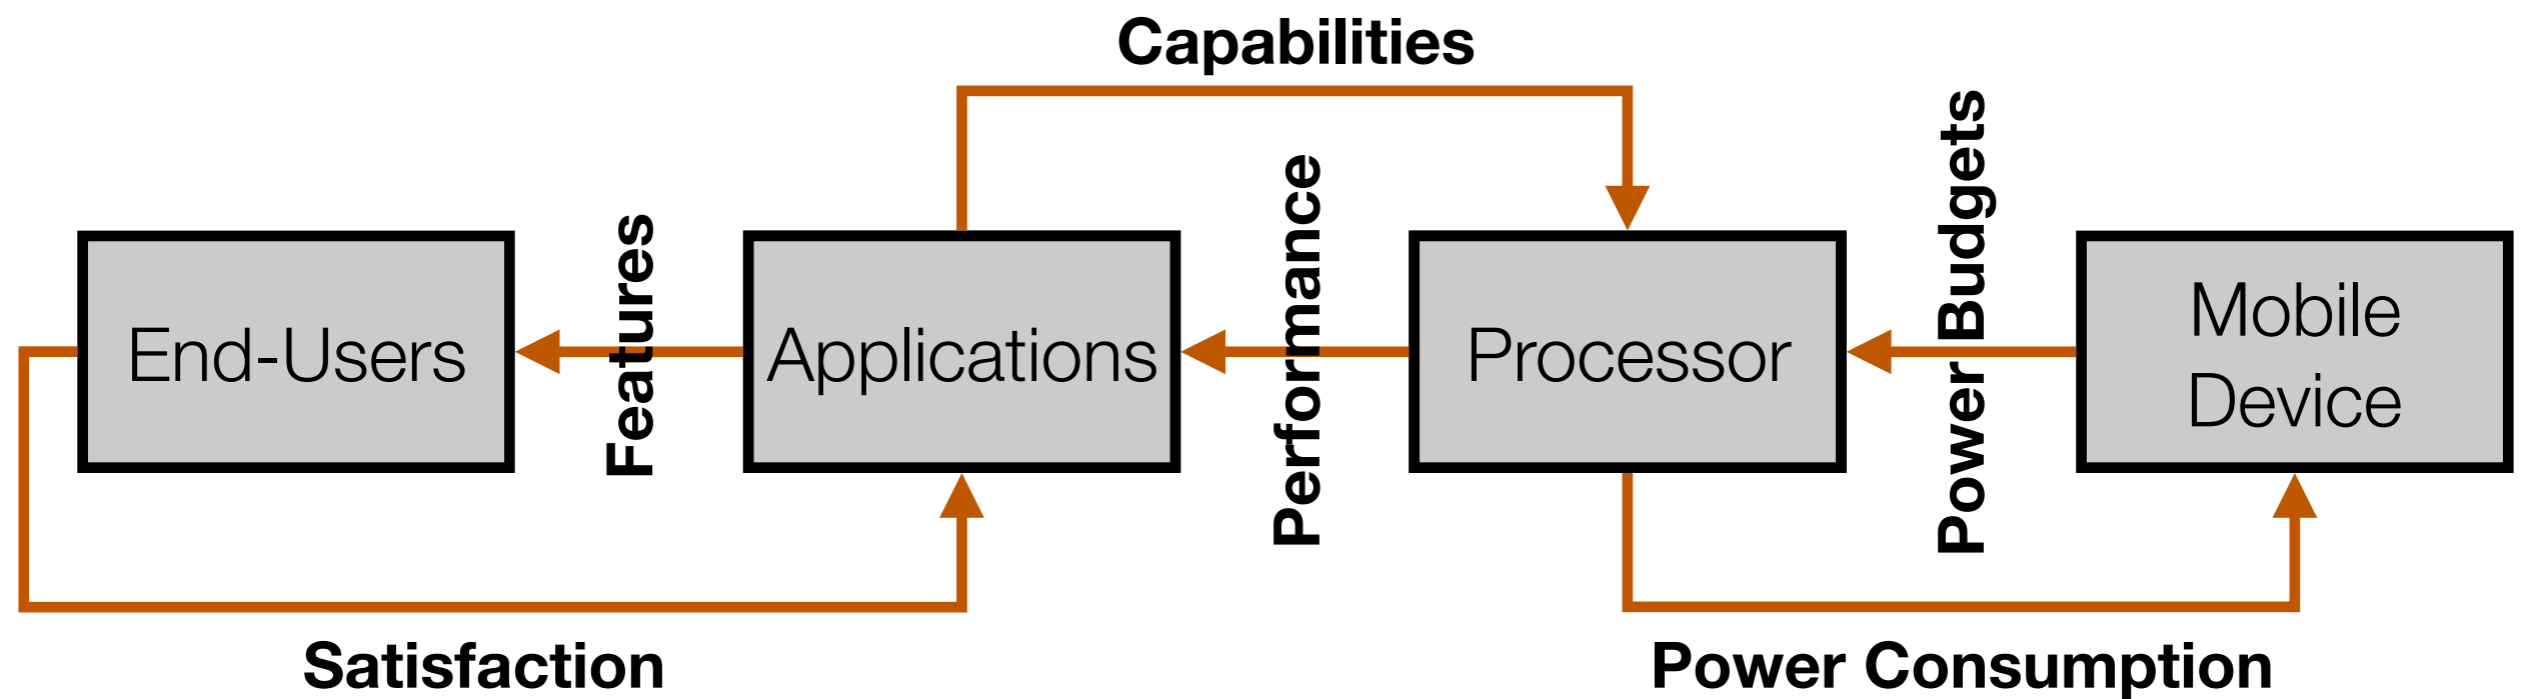 Capabilities
End-Users
Features
Applications
Performance
Processor
Power Budgets
Mobile
Device
Satisfaction
Power Consumption